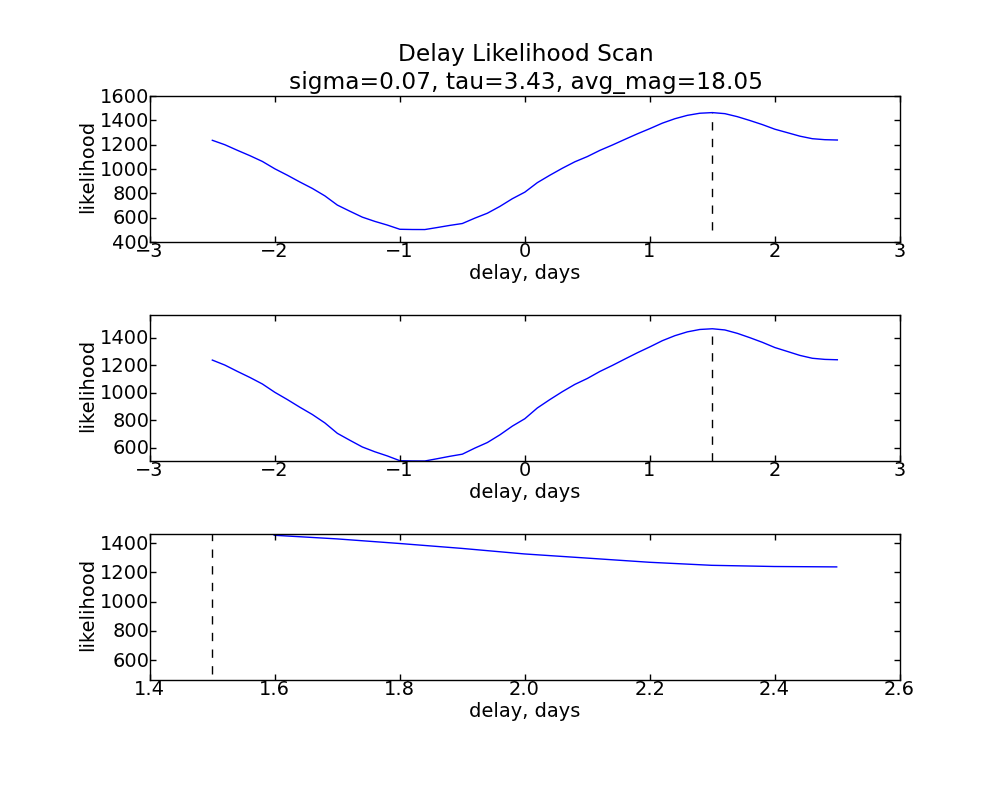 Delay Likelihood Scan
sigma=0.07, tau=3.43, avg_mag=18.05
1600
1400
1200
1000
800
600
400
likelihood
−3 −2 −1 0 1 2 3
delay, days
1400
1200
1000
800
600
likelihood
−3 −2 −1 0 1 2 3
delay, days
1400
1200
1000
800
600
likelihood
1.4 1.6 1.8 2.0 2.2 2.4 2.6
delay, days